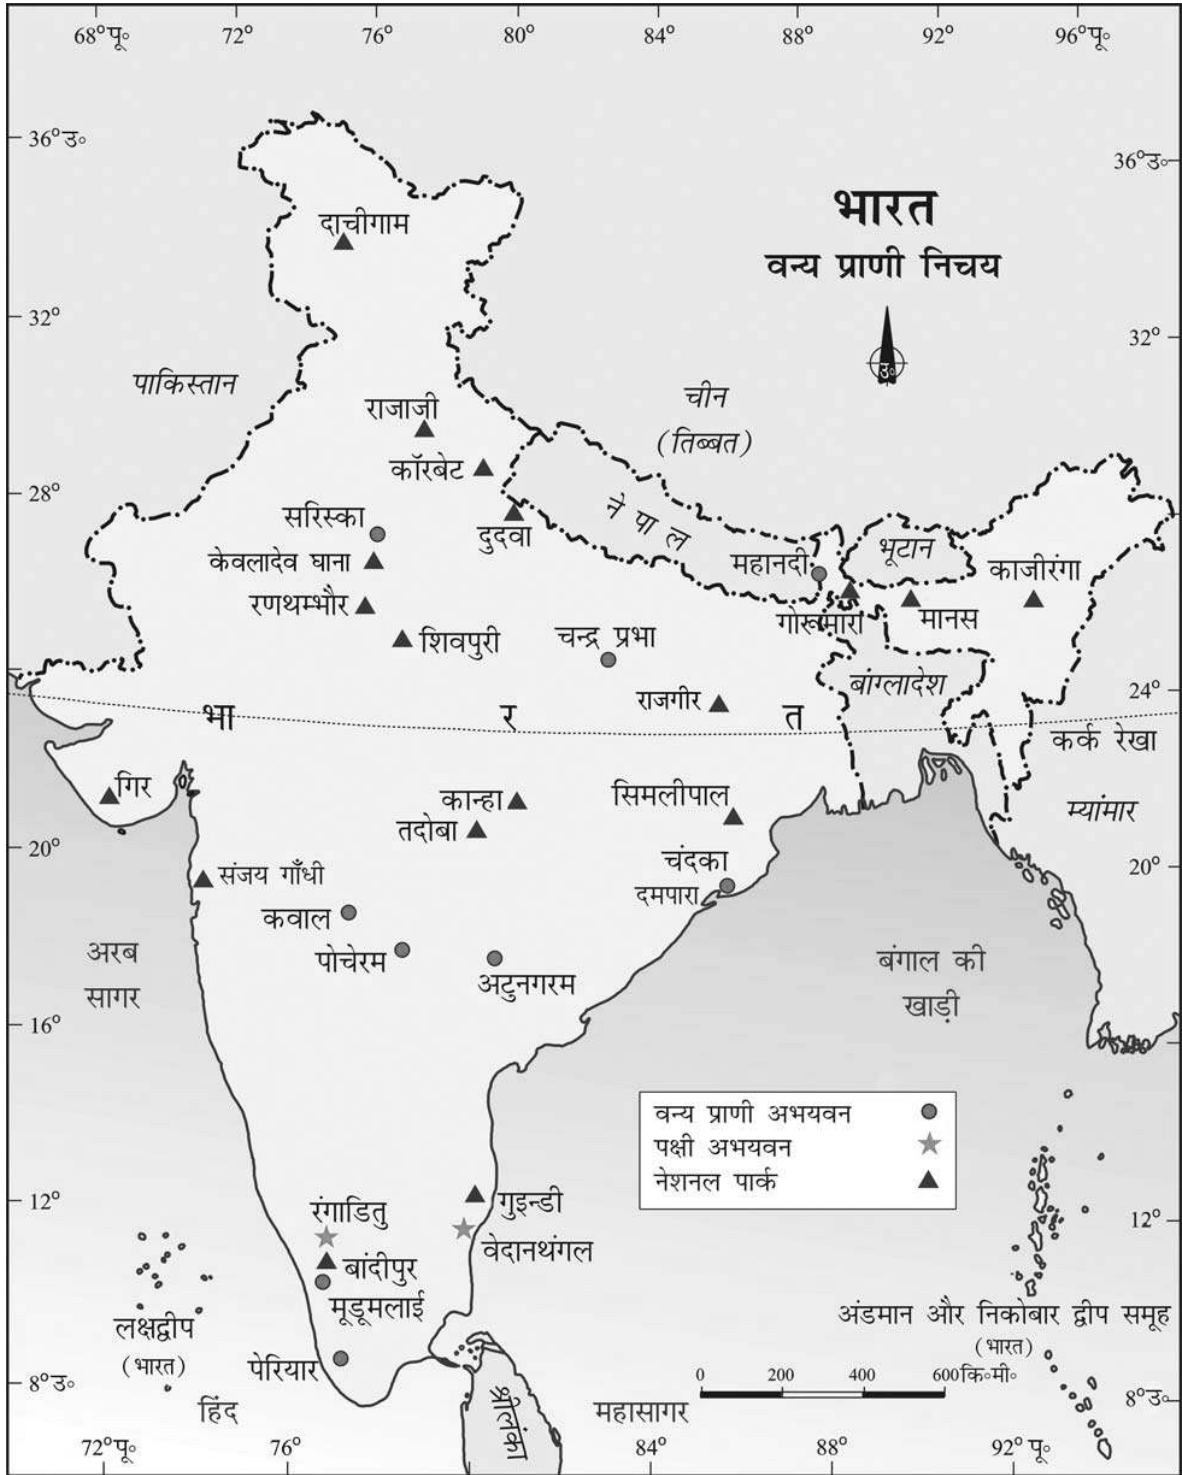 68°पू॰ 72° 76° 80° 84° 88° 92° 96°पू॰
36°उ॰
36°उ॰
भारत
वन्य प्राणी निचय
उ॰
दाचीगाम
32°
32°
पाकिस्तान
चीन
(तिब्बत)
राजाजी
कॉरबेट
28°
सरिस्का
दुदवा
नेपाल
केवलादेव घाना
महानदी
भूटान
काजीरंगा
रणथम्भौर
गोरूमारा
मानस
शिवपुरी
चन्द्र प्रभा
बांग्लादेश
राजगीर
24°
भा र त
कर्क रेखा
गिर
कान्हा
सिमलीपाल
म्यांमार
तदोबा
20°
20°
चंदका
दमपारा
संजय गाँधी
कवाल
पोचेरम
अटुनगरम
अरब
सागर
बंगाल की
खाड़ी
16°
वन्य प्राणी अभयवन
पक्षी अभयवन
नेशनल पार्क
12°
12°
रंगाडितु
गुइन्डी
वेदानथंगल
बांदीपुर
मूडूमलाई
लक्षद्वीप
(भारत)
अंडमान और निकोबार द्वीप समूह
(भारत)
पेरियार
0 200 400 600 कि॰मी॰
8°उ॰
8°उ॰
हिंद
श्रीलंका
महासागर
72°पू॰ 76° 84° 88° 92°पू॰